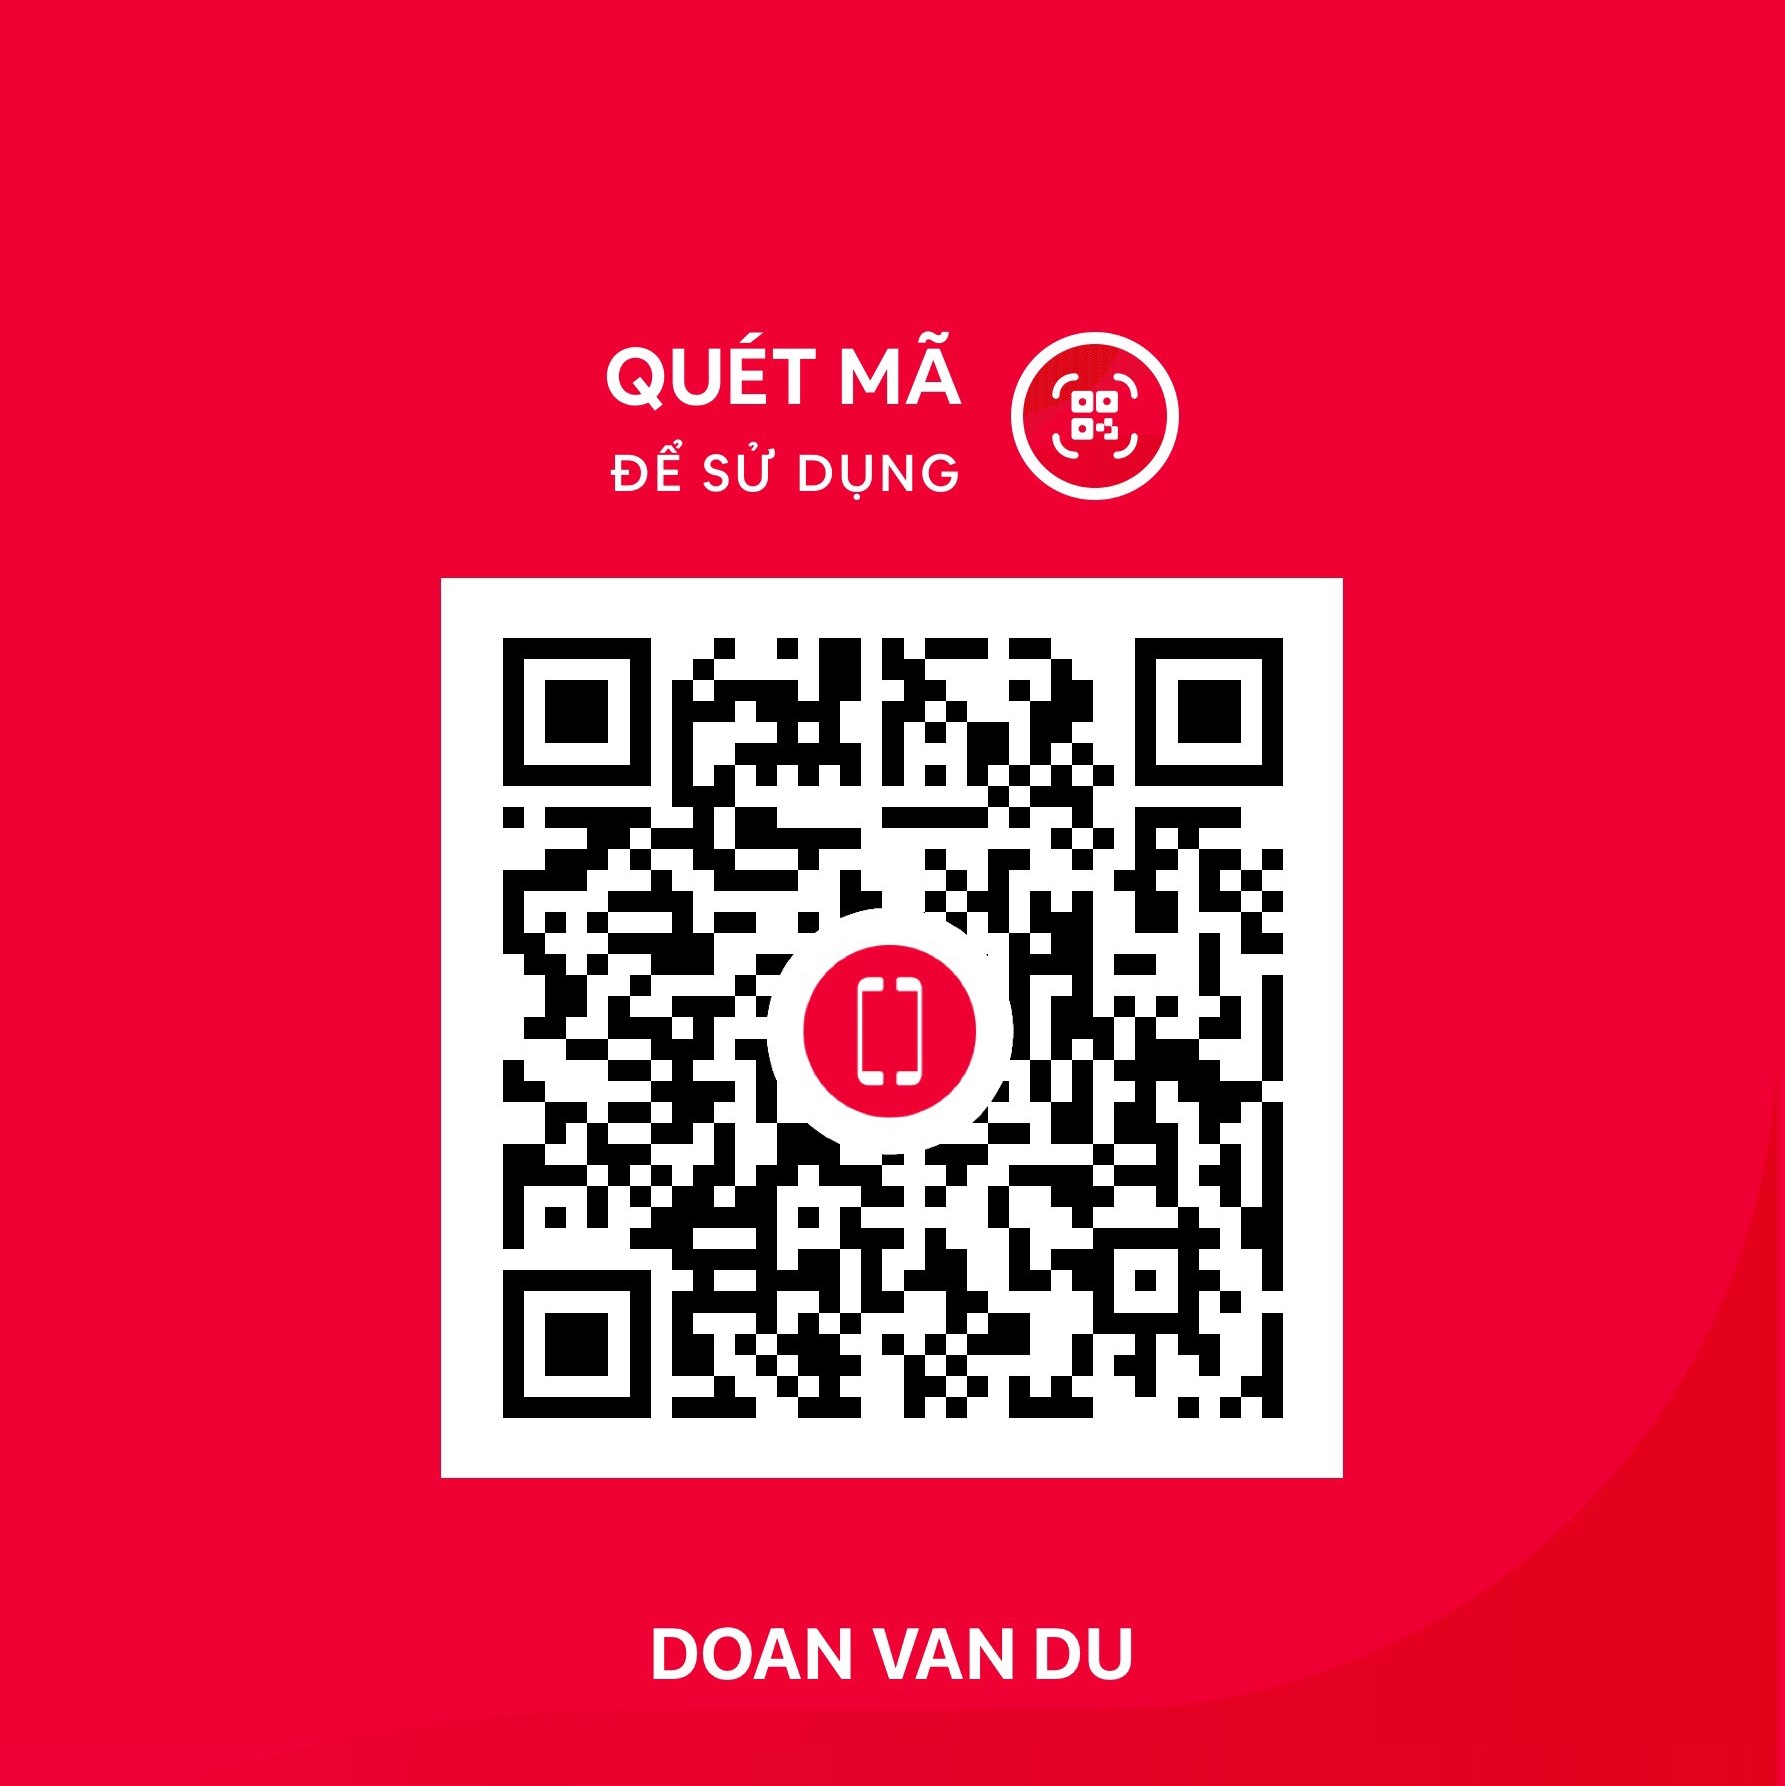 QUÉT MÃ
ĐỂ SỬ DỤNG
DOAN VAN DU